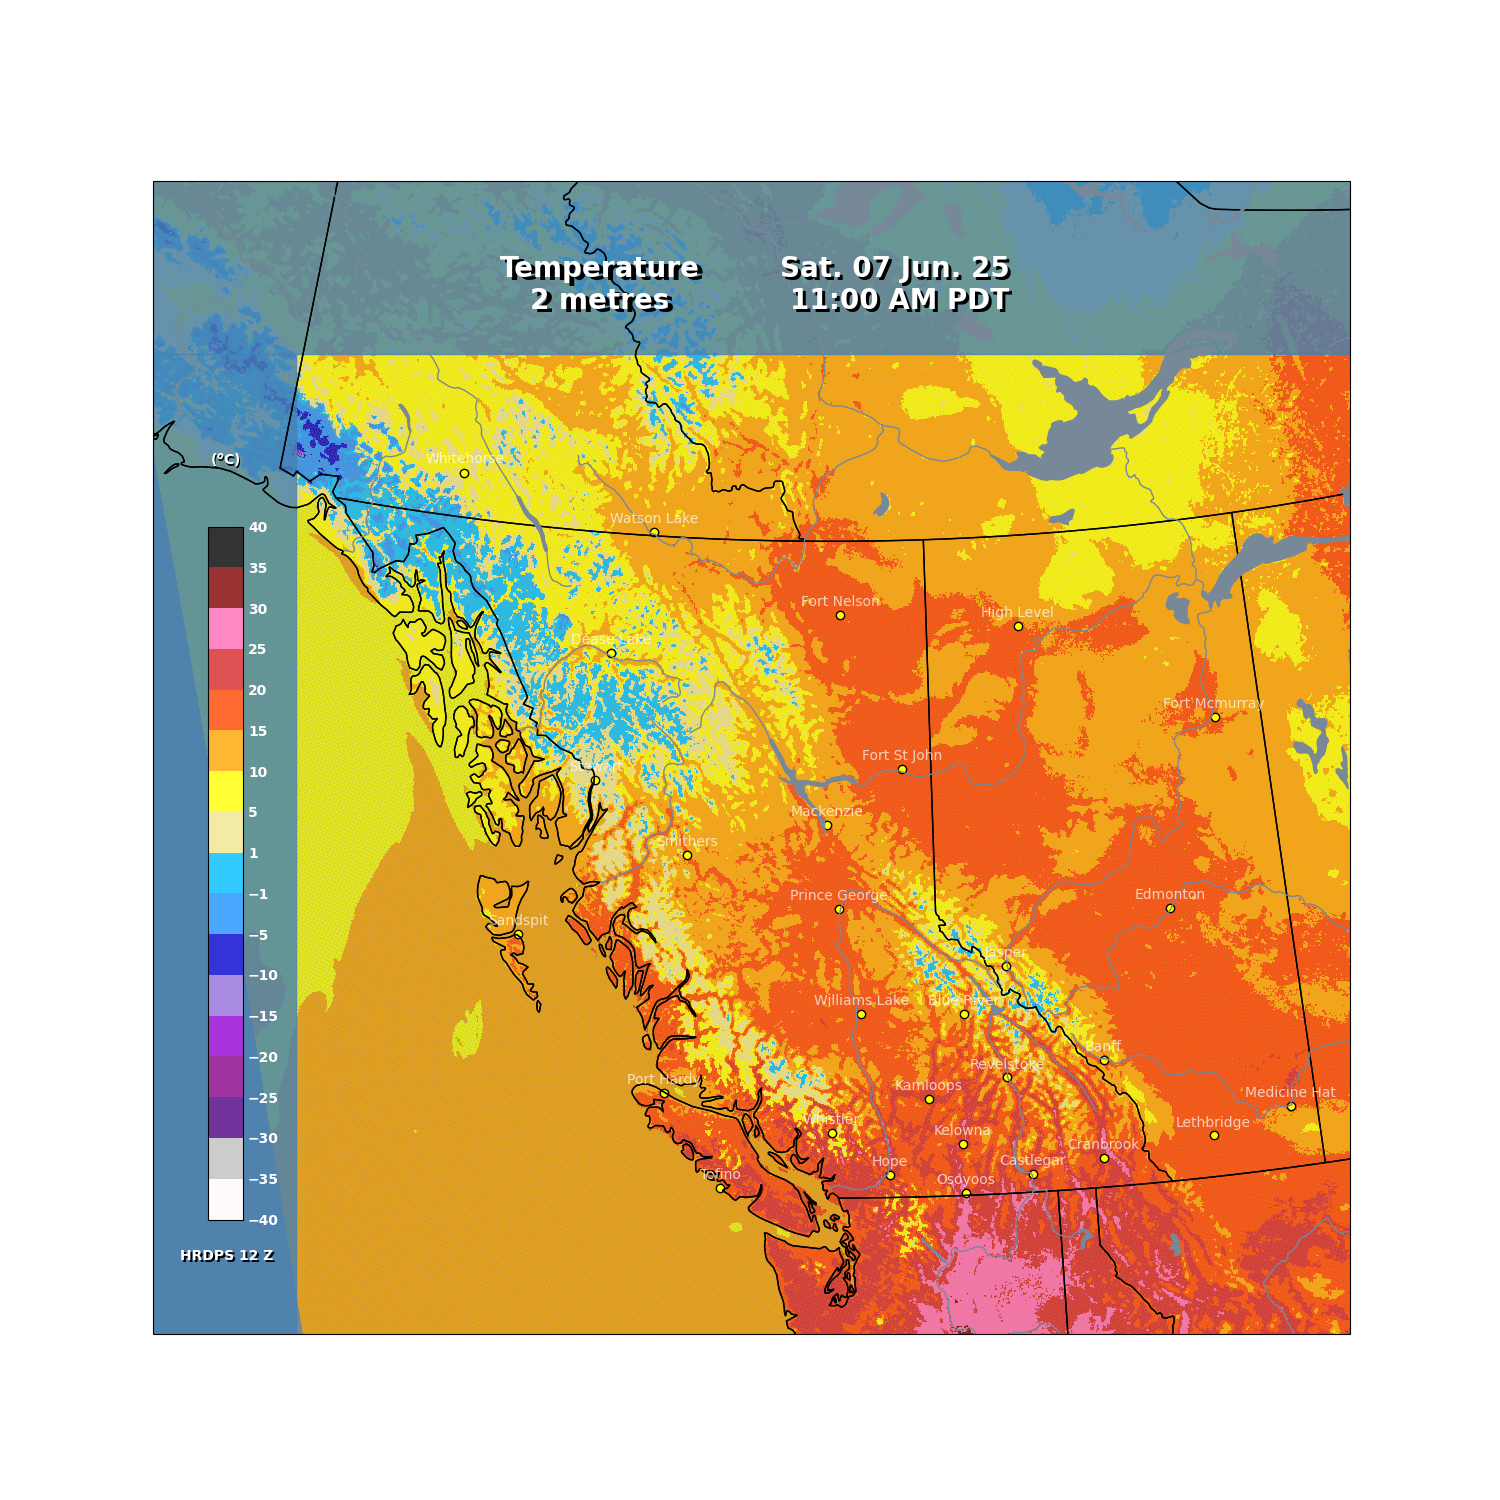 Temperature
2 metres
Sat. 07 Jun. 25
11:00 AM PDT
(°C)
40
35
30
25
20
15
10
5
1
−1
−5
−10
−15
−20
−25
−30
−35
−40
HRDPS 12 Z
Whitehorse
Watson Lake
Fort Nelson
High Level
Dease Lake
Fort Mcmurray
Fort St John
Stewart
Mackenzie
Smithers
Prince George
Edmonton
Sandspit
Jasper
Williams Lake
Blue River
Banff
Revelstoke
Port Hardy
Kamloops
Medicine Hat
Whistler
Lethbridge
Kelowna
Cranbrook
Hope
Castlegar
Tofino
Osoyoos